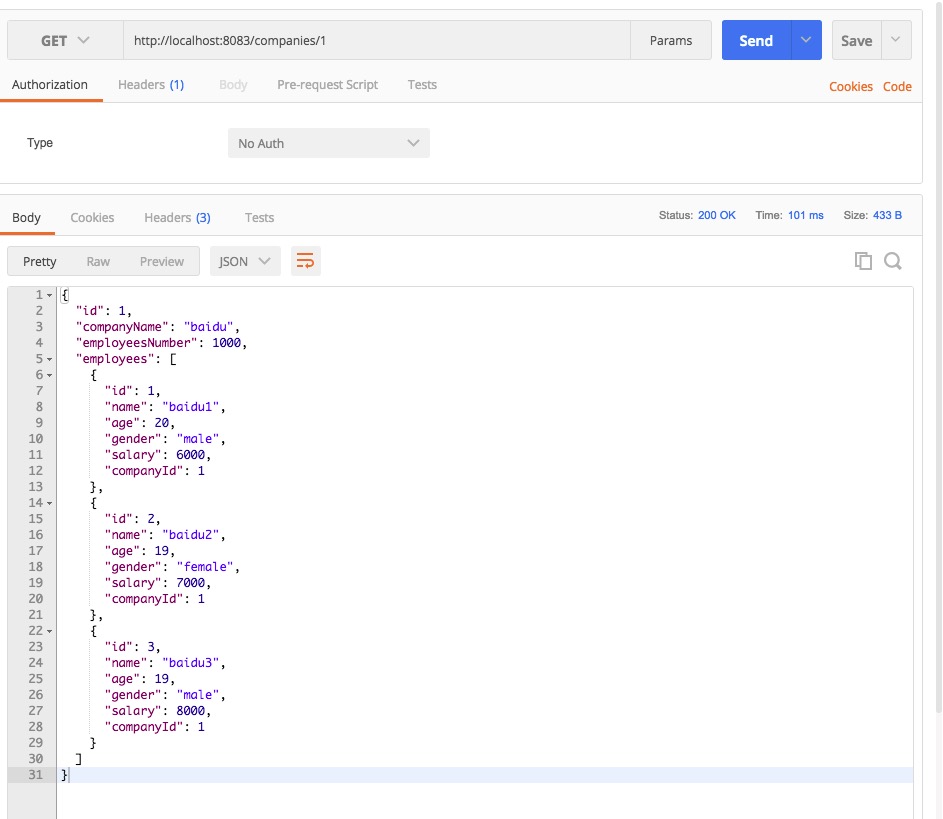 GET http://localhost:8083/companies/1 Params Send Save
Authorization Headers (1) Body Pre-request Script Tests Cookies Code
Type No Auth
Body Cookies Headers (3) Tests Status: 200 OK Time: 101 ms Size: 433 B
Pretty Raw Preview JSON
1 {
2 "id": 1,
3 "companyName": "baidu",
4 "employeesNumber": 1000,
5 "employees": [
6 {
7 "id": 1,
8 "name": "baidu1",
9 "age": 20,
10 "gender": "male",
11 "salary": 6000,
12 "companyId": 1
13 },
14 {
15 "id": 2,
16 "name": "baidu2",
17 "age": 19,
18 "gender": "female",
19 "salary": 7000,
20 "companyId": 1
21 },
22 {
23 "id": 3,
24 "name": "baidu3",
25 "age": 19,
26 "gender": "male",
27 "salary": 8000,
28 "companyId": 1
29 }
30 ]
31 }